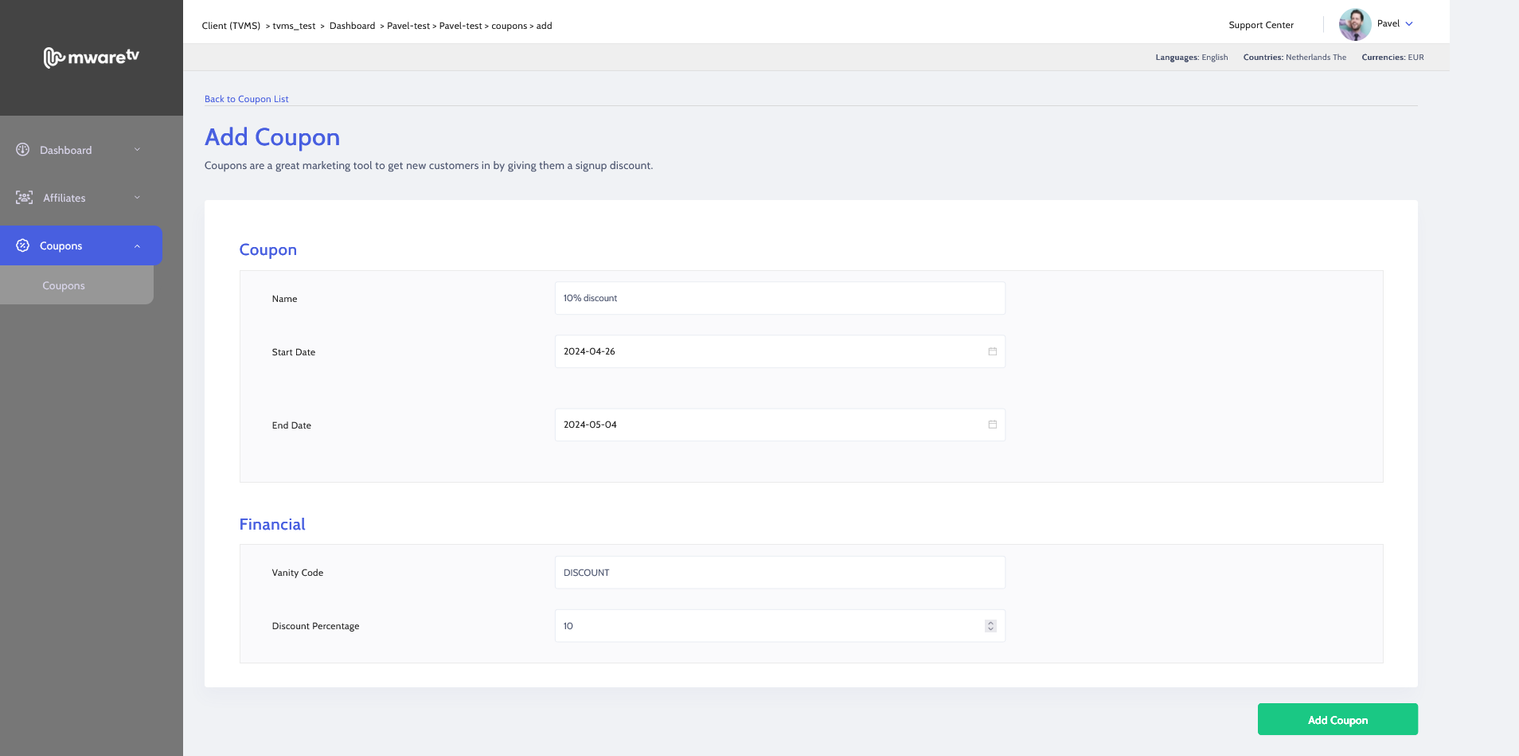 mwaretv
Client (TVMS) > tvms_test > Dashboard > Pavel-test > Pavel-test > coupons > add
Support Center
Pavel
Languages: English Countries: Netherlands The Currencies: EUR
Dashboard
Affiliates
Coupons
Coupons
Back to Coupon List
Add Coupon
Coupons are a great marketing tool to get new customers in by giving them a signup discount.
Coupon
Name
10% discount
Start Date
2024-04-26
End Date
2024-05-04
Financial
Vanity Code
DISCOUNT
Discount Percentage
10
Add Coupon